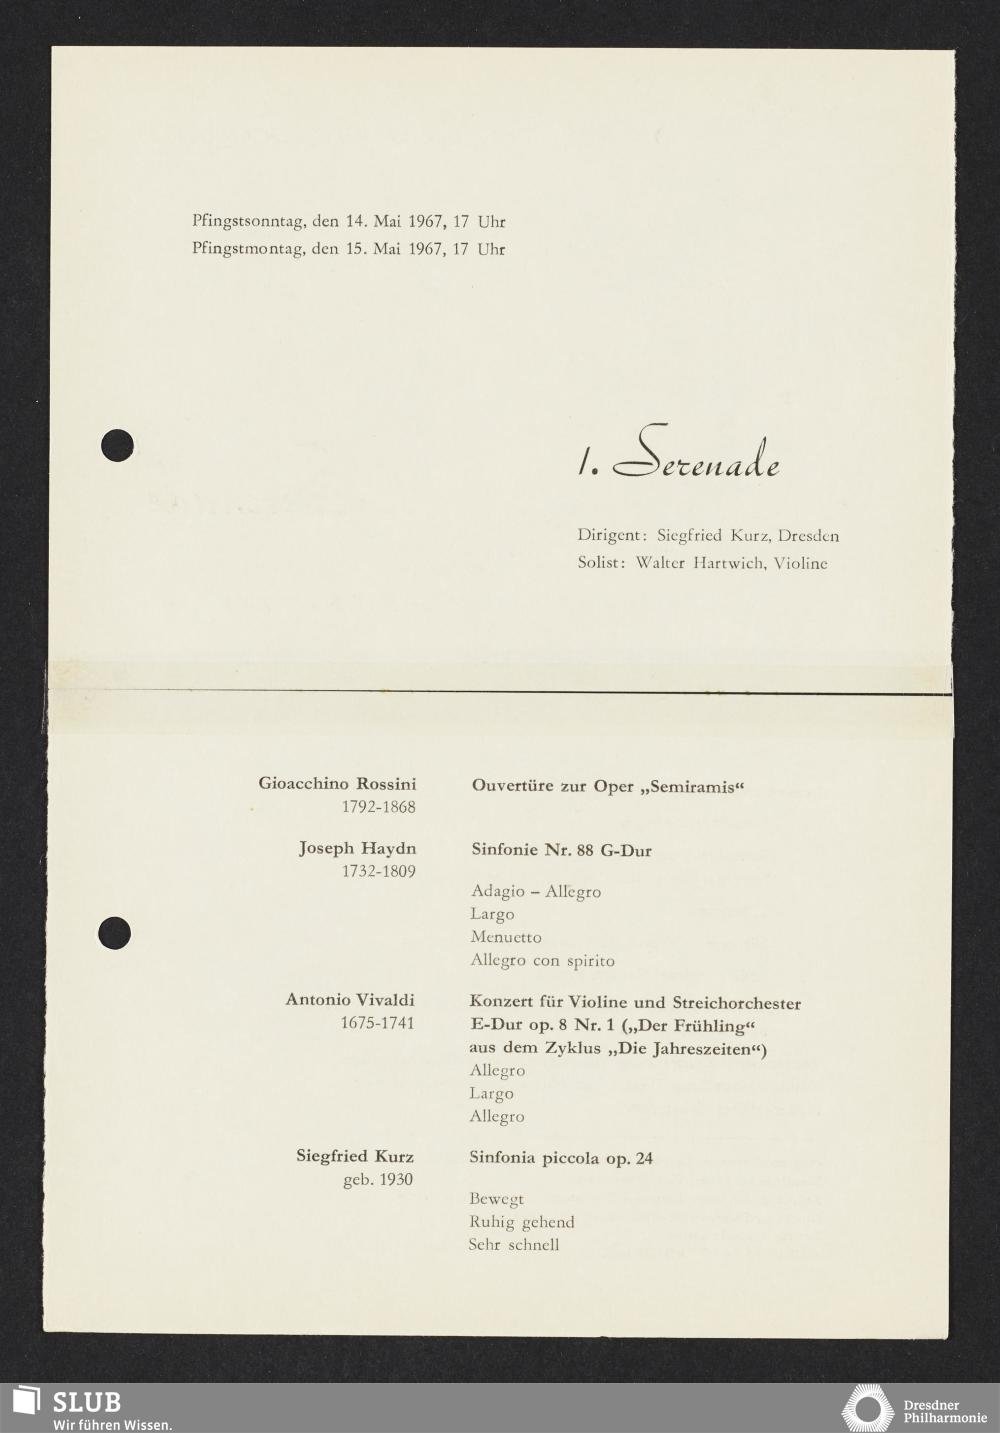 Pfingstsonntag, den 14. Mai 1967, 17 Uhr
Pfingstmontag, den 15. Mai 1967, 17 Uhr
1. Serenade
Dirigent: Siegfried Kurz, Dresden
Solist: Walter Hartwich, Violine
Gioacchino Rossini Ouvertüre zur Oper „Semiramis“
1792-1868
Joseph Haydn Sinfonie Nr. 88 G-Dur
1732-1809
Adagio – Allegro
Largo
Menuetto
Allegro con spirito
Antonio Vivaldi Konzert für Violine und Streichorchester
1675-1741 E-Dur op. 8 Nr. 1 („Der Frühling“
aus dem Zyklus „Die Jahreszeiten“)
Allegro
Largo
Allegro
Siegfried Kurz Sinfonia piccola op. 24
geb. 1930
Bewegt
Ruhig gehend
Sehr schnell
SLUB
Wir führen Wissen.
Dresdner
Philharmonie